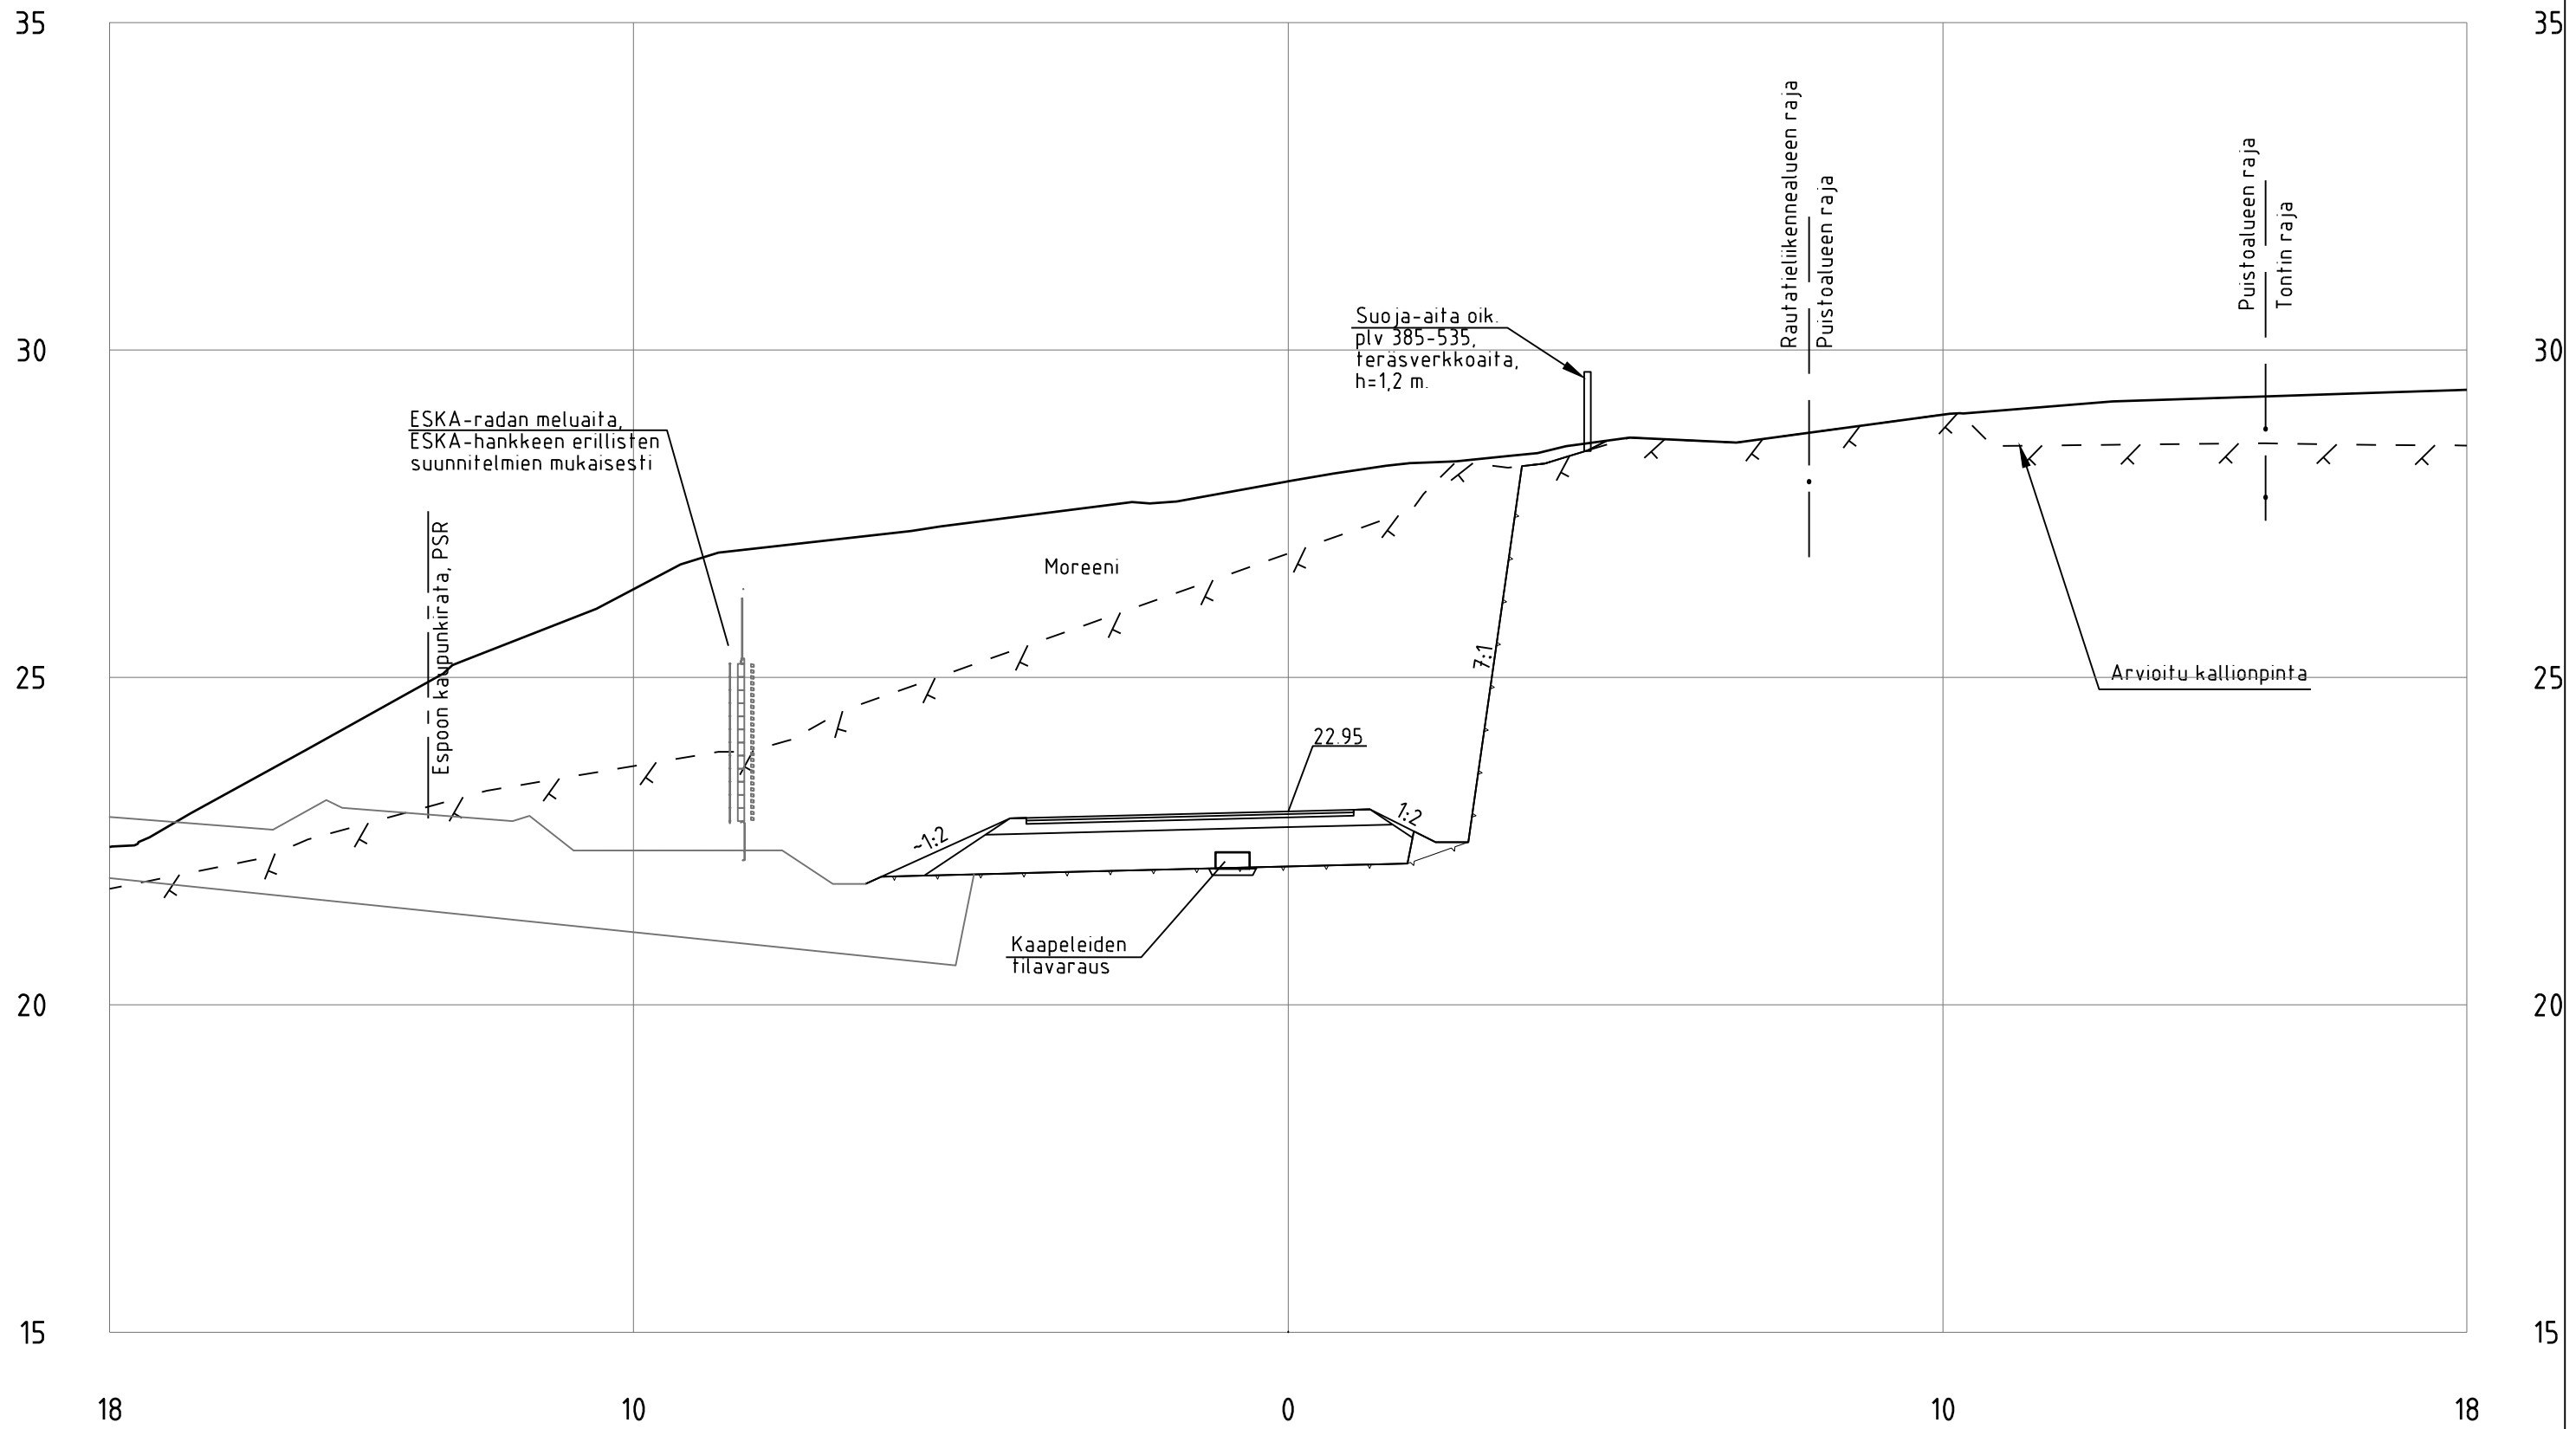 35
35
Rautatieliikennealueen raja
Puistoalueen raja
Puistoalueen raja
Tontin raja
Suoja-aita oik.
plv 385-535,
teräsverkkoaita,
h=1,2 m.
30
30
ESKA-radan meluaita,
ESKA-hankkeen erillisten
suunnitelmien mukaisesti
Espoon kaupunkirata, PSR
Moreeni
7:1
25
25
Arvioitu kallionpinta
22.95
~1:2
1:2
Kaapeleiden
tilavaraus
20
20
15
15
18
10
0
10
18